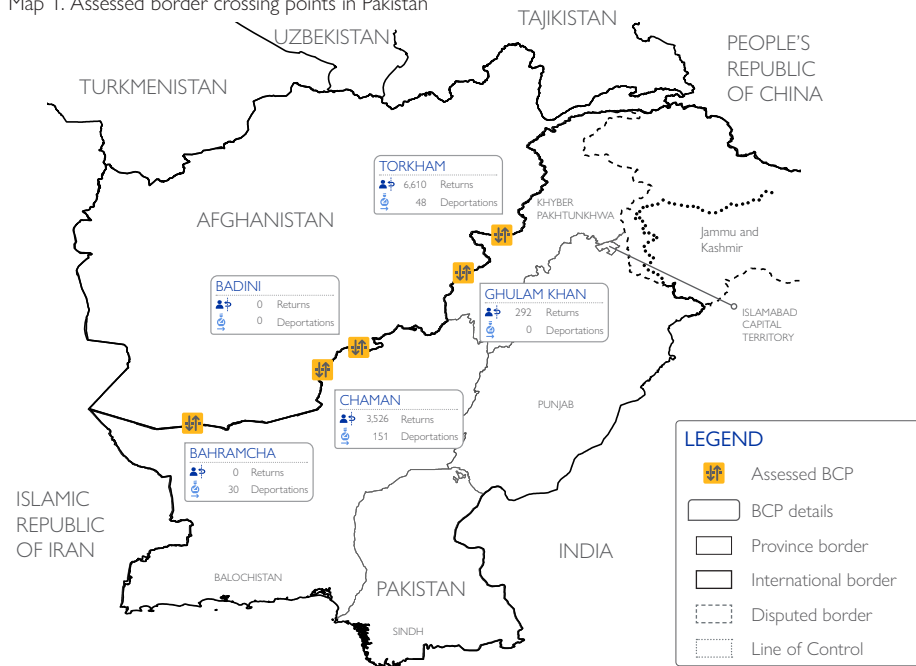 Map 1. Assessed border crossing points in Pakistan
TAJIKISTAN
UZBEKISTAN
PEOPLE'S
REPUBLIC
OF CHINA
TURKMENISTAN
TORKHAM
6,610 Returns
48 Deportations
KHYBER
PAKHTUNKHWA
AFGHANISTAN
Jammu and
Kashmir
BADINI
0 Returns
0 Deportations
GHULAM KHAN
292 Returns
0 Deportations
ISLAMABAD
CAPITAL
TERRITORY
CHAMAN
3,526 Returns
151 Deportations
PUNJAB
BAHRAMCHA
0 Returns
30 Deportations
ISLAMIC
REPUBLIC
OF IRAN
INDIA
BALOCHISTAN
PAKISTAN
SINDH
LEGEND
Assessed BCP
BCP details
Province border
International border
Disputed border
Line of Control